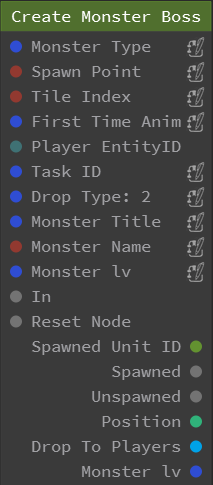 Create Monster Boss
Monster Type
Spawn Point
Tile Index
First Time Anim
Player EntityID
Task ID
Drop Type: 2
Monster Title
Monster Name
Monster lv
In
Reset Node
Spawned Unit ID
Spawned
Unspawned
Position
Drop To Players
Monster lv